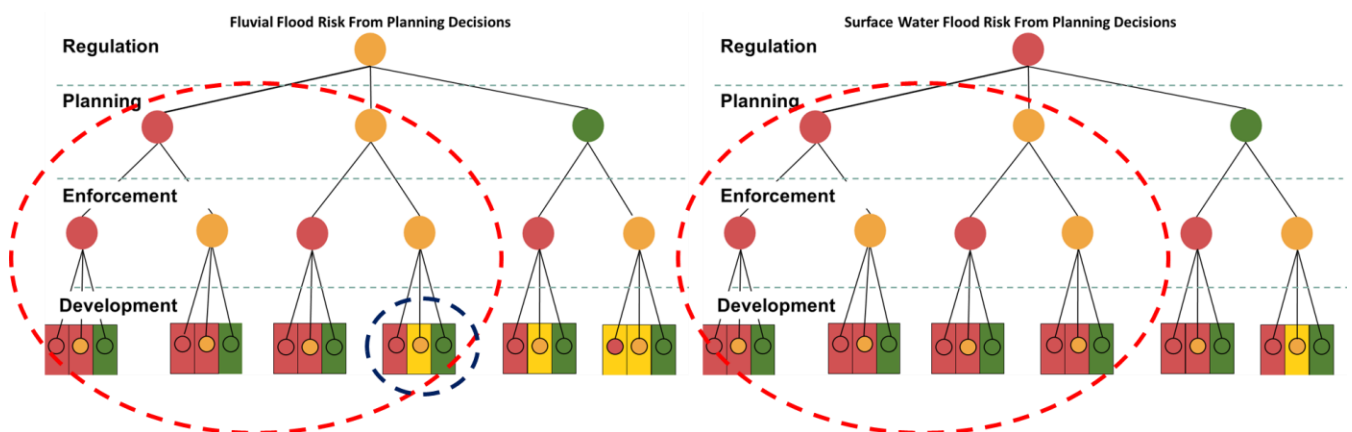 Fluvial Flood Risk From Planning Decisions
Regulation
Planning
Enforcement
Development
Surface Water Flood Risk From Planning Decisions
Regulation
Planning
Enforcement
Development